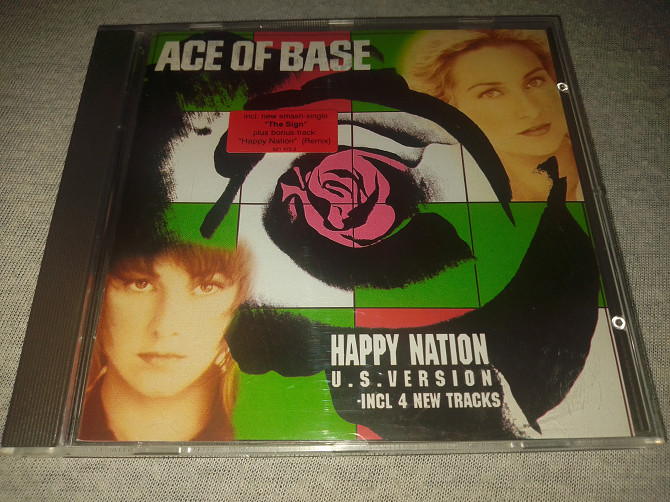 ACE OF BASE
incl. new smash-single
"The Sign"
plus bonus track
"Happy Nation" (Remix)
HAPPY NATION
U.S.VERSION
-INCL 4 NEW TRACKS